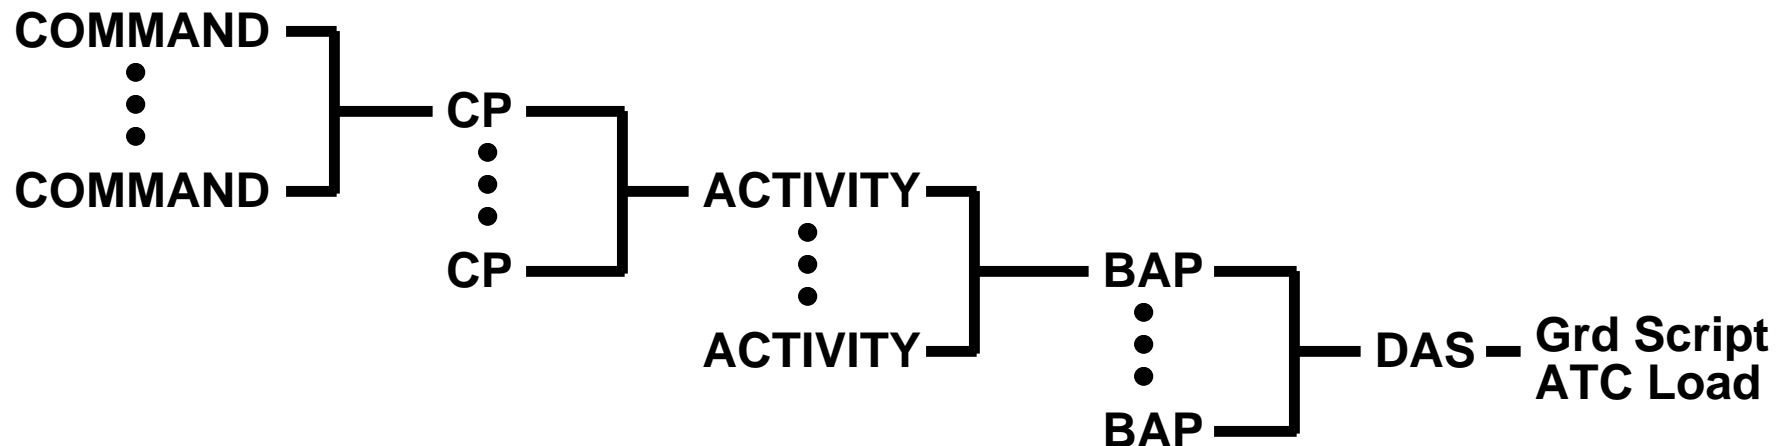 COMMAND
COMMAND
CP
CP
ACTIVITY
ACTIVITY
BAP
BAP
DAS
Grd Script
ATC Load